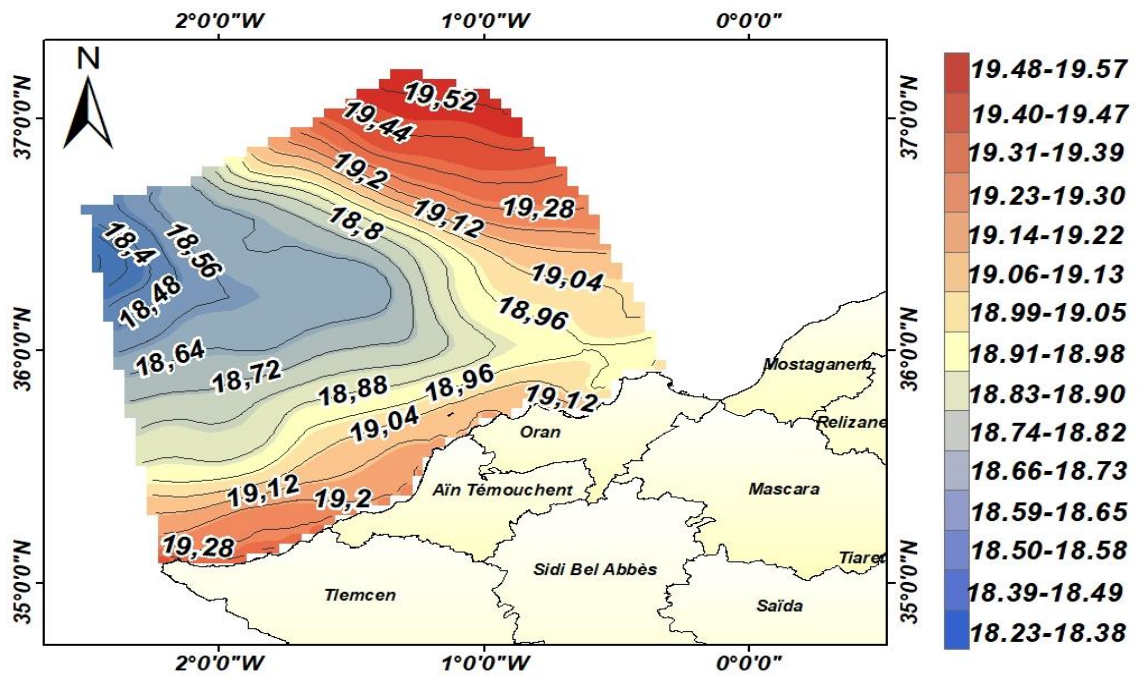 2°0'0"W 1°0'0"W 0°0'0"
N
37°0'0"N
36°0'0"N
35°0'0"N
19,52
19,44
19,2
19,12
19,28
18,8
18,4
18,56
18,48
19,04
18,96
18,64
18,72
18,88
18,96
19,12
19,04
19,12
19,2
19,28
Mostaganem
Relizane
Oran
Aïn Témouchent
Mascara
Tiaret
Sidi Bel Abbès
Tlemcen
Saïda
37°0'0"N
36°0'0"N
35°0'0"N
2°0'0"W 1°0'0"W 0°0'0"
19.48-19.57
19.40-19.47
19.31-19.39
19.23-19.30
19.14-19.22
19.06-19.13
18.99-19.05
18.91-18.98
18.83-18.90
18.74-18.82
18.66-18.73
18.59-18.65
18.50-18.58
18.39-18.49
18.23-18.38